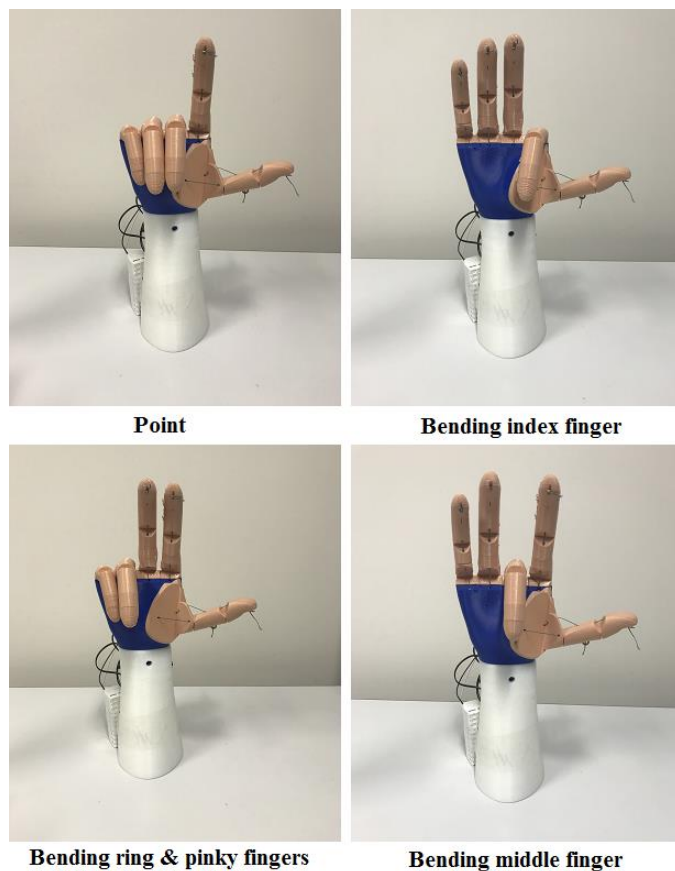 Point
Bending index finger
Bending ring & pinky fingers
Bending middle finger